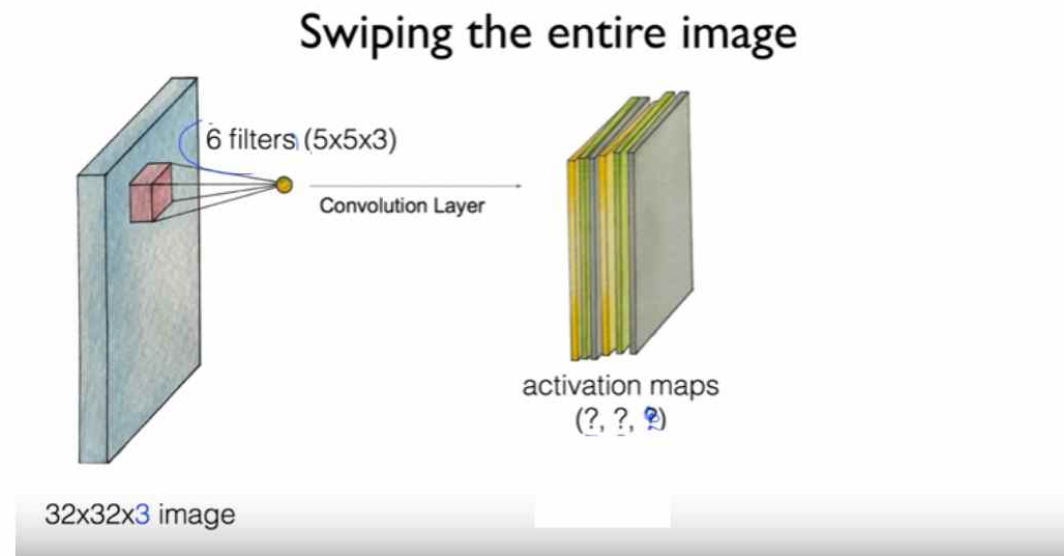 Swiping the entire image
6 filters (5x5x3)
Convolution Layer
activation maps
(?, ?, ?)
32x32x3 image